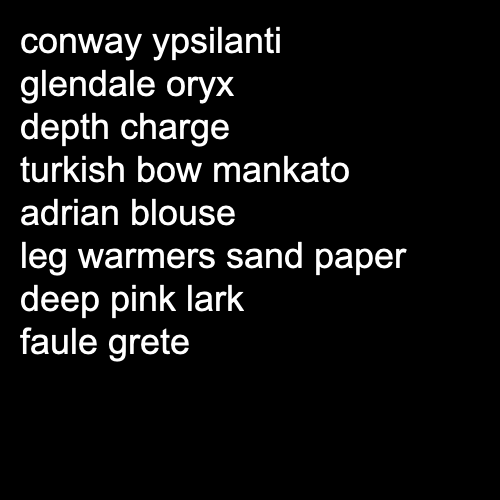 conway ypsilanti
glendale oryx
depth charge
turkish bow mankato
adrian blouse
leg warmers sand paper
deep pink lark
faule grete